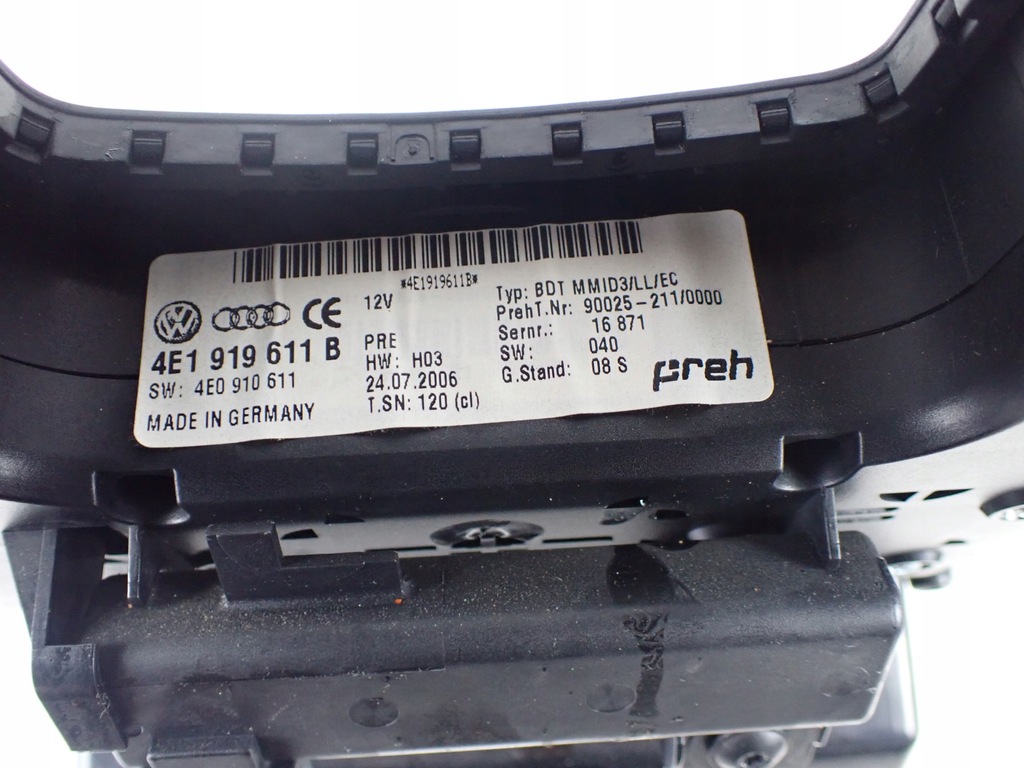 *4E1919611B*
CE
4E1 919 611 B
SW: 4E0 910 611
MADE IN GERMANY
12V
PRE
HW: H03
24.07.2006
T.SN: 120 (cl)
Typ: BDT MMID3/LL/EC
PrehT.Nr: 90025-211/0000
Sernr.: 16 871
SW: 040
G.Stand: 08 S
preh